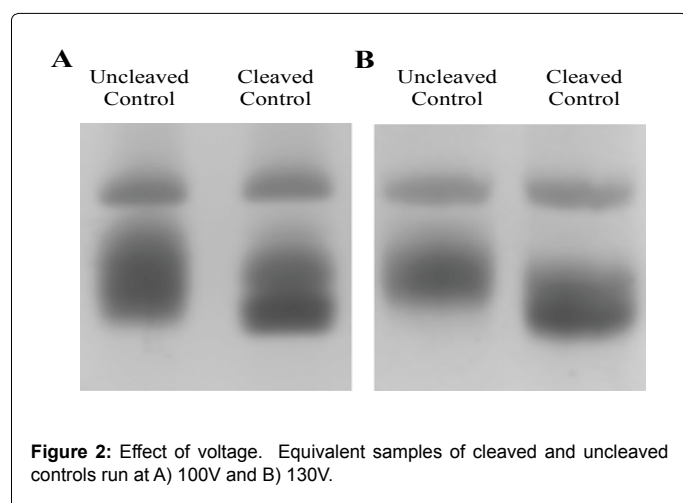 A
B
Uncleaved Control
Cleaved Control
Uncleaved Control
Cleaved Control
Figure 2: Effect of voltage. Equivalent samples of cleaved and uncleaved
controls run at A) 100V and B) 130V.